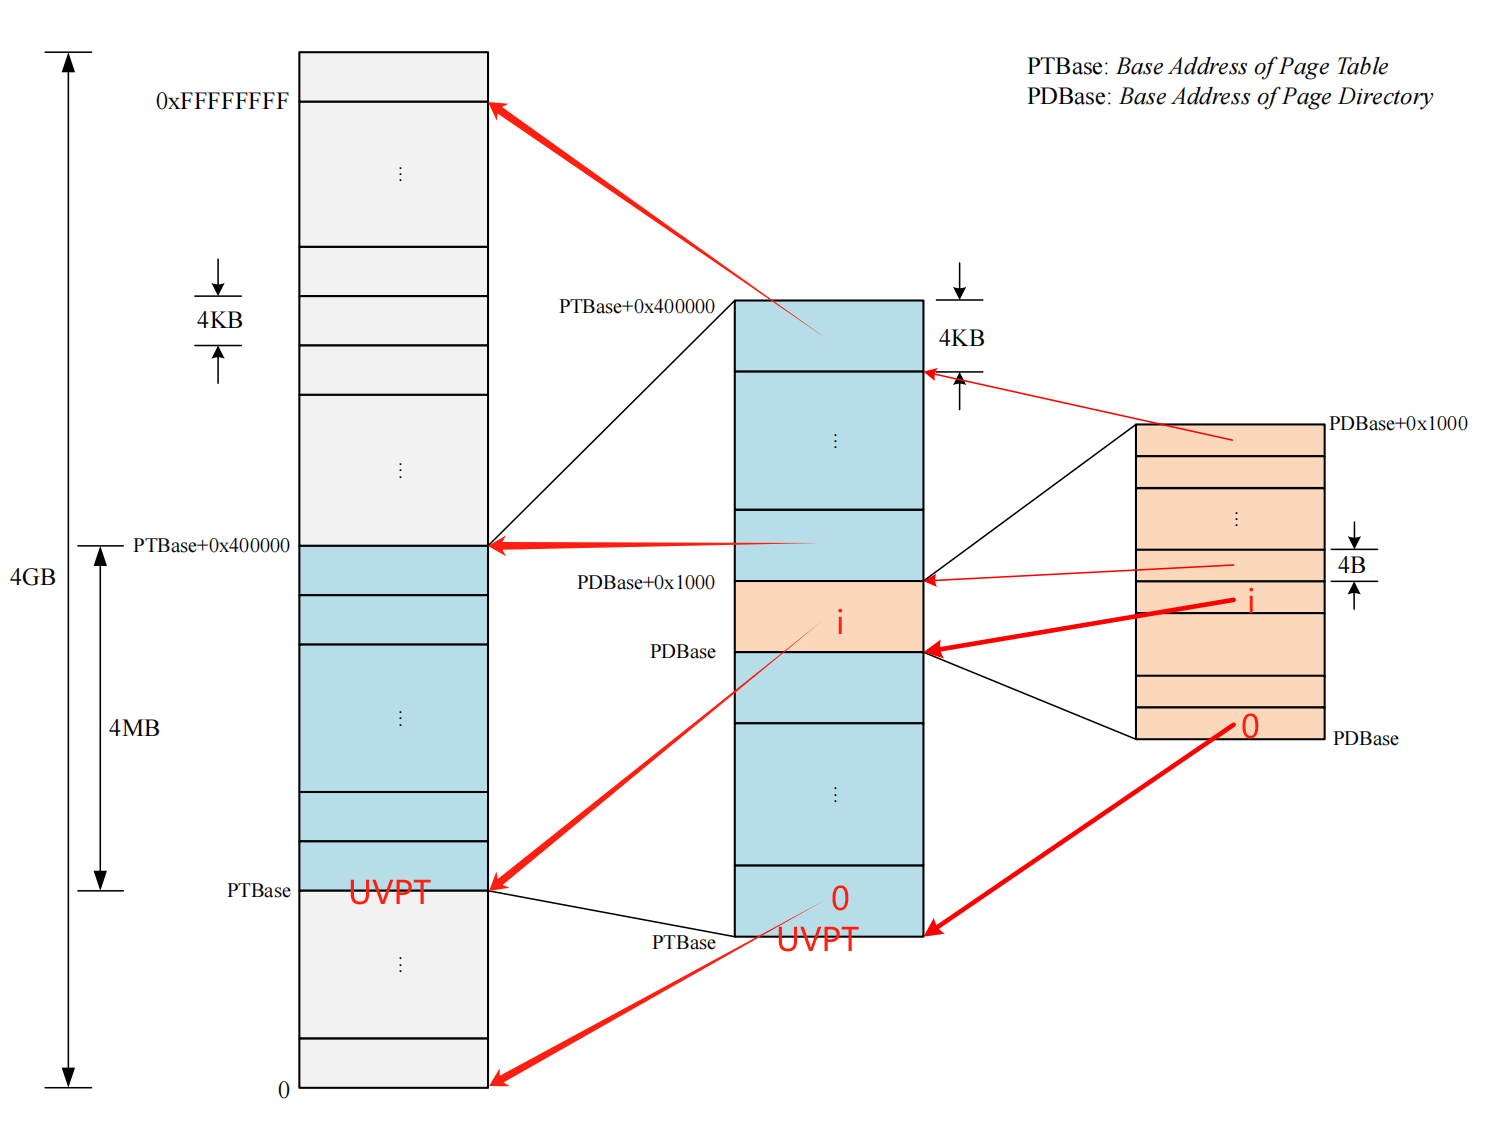 PTBase: Base Address of Page Table
PDBase: Base Address of Page Directory
0xFFFFFFFF
4KB
PTBase+0x400000
4KB
PDBase+0x1000
PTBase+0x400000
4GB
PDBase+0x1000
4B
i
i
PDBase
4MB
0
PDBase
PTBase
UVPT
0
PTBase
UVPT
0